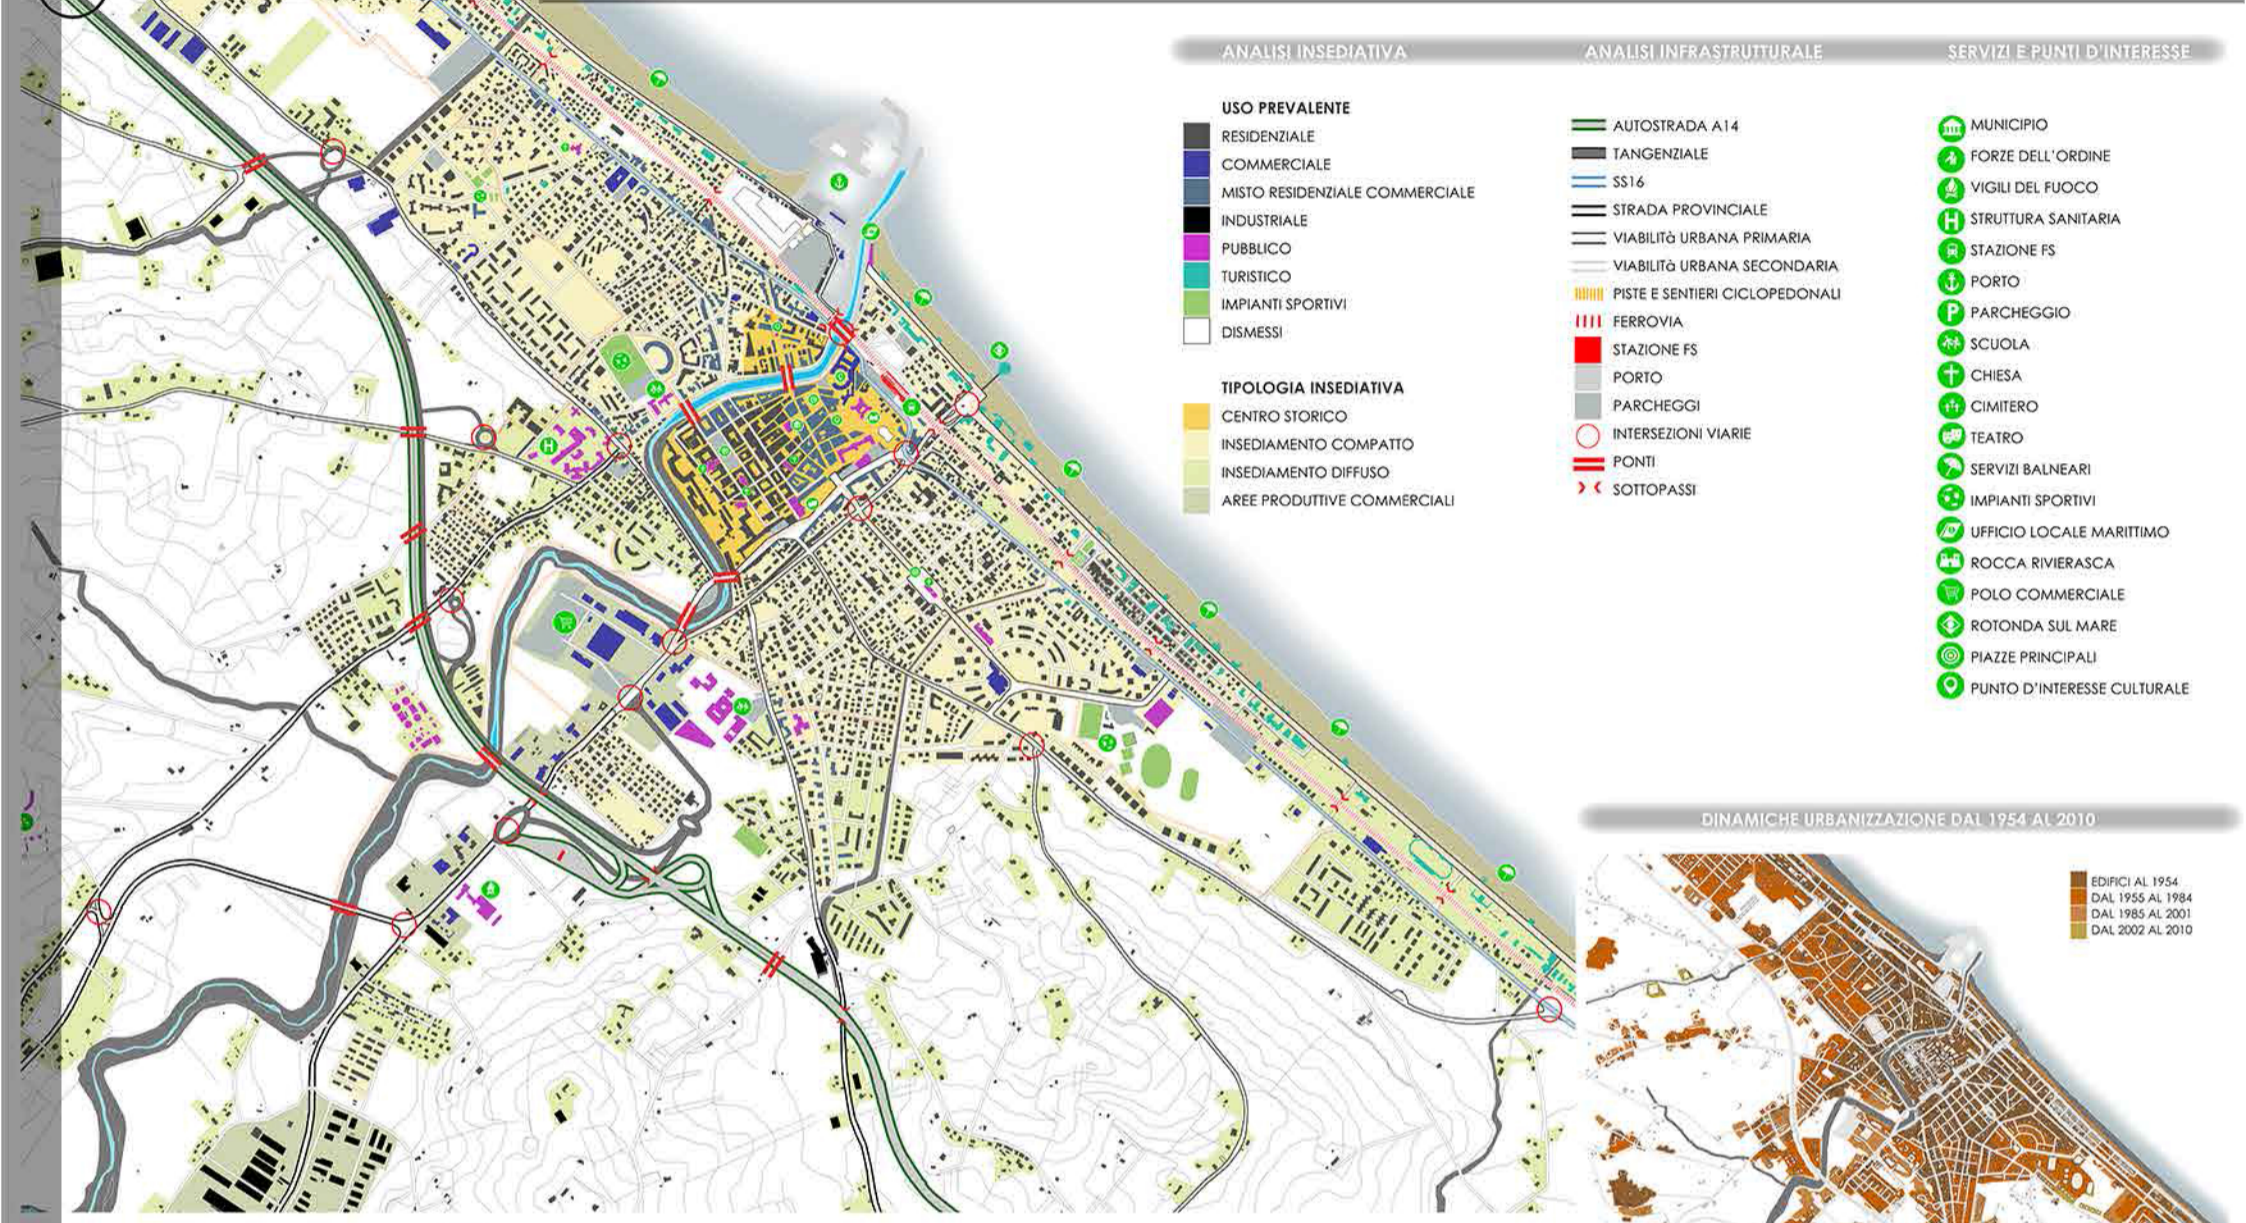 ANALISI INSEDIATIVA
USO PREVALENTE
RESIDENZIALE
COMMERCIALE
MISTO RESIDENZIALE COMMERCIALE
INDUSTRIALE
PUBBLICO
TURISTICO
IMPIANTI SPORTIVI
DISMESSI
TIPOLOGIA INSEDIATIVA
CENTRO STORICO
INSEDIAMENTO COMPATTO
INSEDIAMENTO DIFFUSO
AREE PRODUTTIVE COMMERCIALI
ANALISI INFRASTRUTTURALE
AUTOSTRADA A14
TANGENZIALE
SS16
STRADA PROVINCIALE
VIABILITà URBANA PRIMARIA
VIABILITà URBANA SECONDARIA
PISTE E SENTIERI CICLOPEDONALI
FERROVIA
STAZIONE FS
PORTO
PARCHEGGI
INTERSEZIONI VIARIE
PONTI
SOTTOPASSI
SERVIZI E PUNTI D'INTERESSE
MUNICIPIO
FORZE DELL'ORDINE
VIGILI DEL FUOCO
H STRUTTURA SANITARIA
STAZIONE FS
PORTO
P PARCHEGGIO
SCUOLA
CHIESA
CIMITERO
TEATRO
SERVIZI BALNEARI
IMPIANTI SPORTIVI
UFFICIO LOCALE MARITTIMO
ROCCA RIVIERASCA
POLO COMMERCIALE
ROTONDA SUL MARE
PIAZZE PRINCIPALI
PUNTO D'INTERESSE CULTURALE
H
DINAMICHE URBANIZZAZIONE DAL 1954 AL 2010
EDIFICI AL 1954
DAL 1955 AL 1984
DAL 1985 AL 2001
DAL 2002 AL 2010